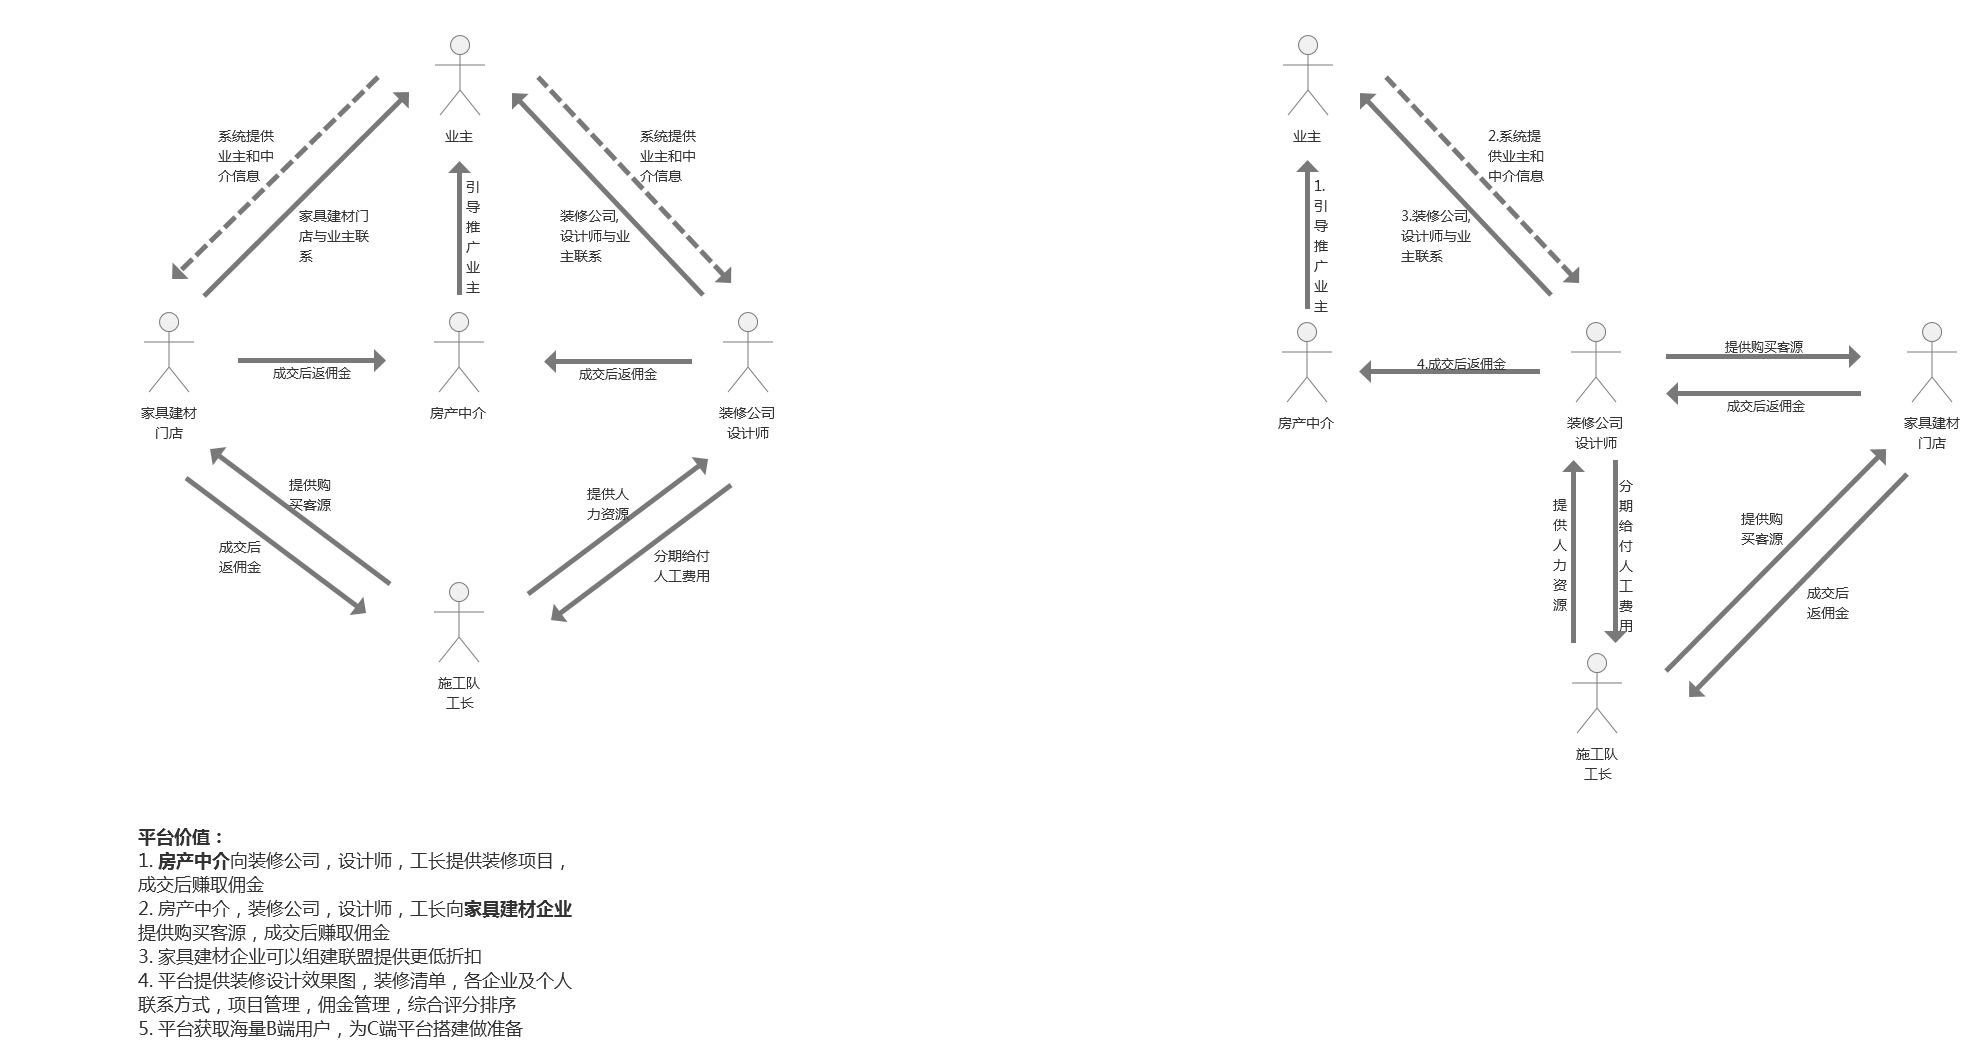 业主
系统提供
业主和中
介信息
家具建材门
店与业主联
系
引
导
推
广
业
主
系统提供
业主和中
介信息
装修公司,
设计师与业
主联系
成交后返佣金
成交后返佣金
家具建材
门店
房产中介
装修公司
设计师
提供购
买客源
成交后
返佣金
提供人
力资源
分期给付
人工费用
施工队
工长
业主
1.
引
导
推
广
业
主
2.系统提
供业主和
中介信息
3.装修公司,
设计师与业
主联系
4.成交后返佣金
提供购买客源
成交后返佣金
房产中介
装修公司
设计师
家具建材
门店
提
供
人
力
资
源
分
期
给
付
人
工
费
用
提供购
买客源
成交后
返佣金
施工队
工长
平台价值：
1. 房产中介向装修公司，设计师，工长提供装修项目，
成交后赚取佣金
2. 房产中介，装修公司，设计师，工长向家具建材企业
提供购买客源，成交后赚取佣金
3. 家具建材企业可以组建联盟提供更低折扣
4. 平台提供装修设计效果图，装修清单，各企业及个人
联系方式，项目管理，佣金管理，综合评分排序
5. 平台获取海量B端用户，为C端平台搭建做准备